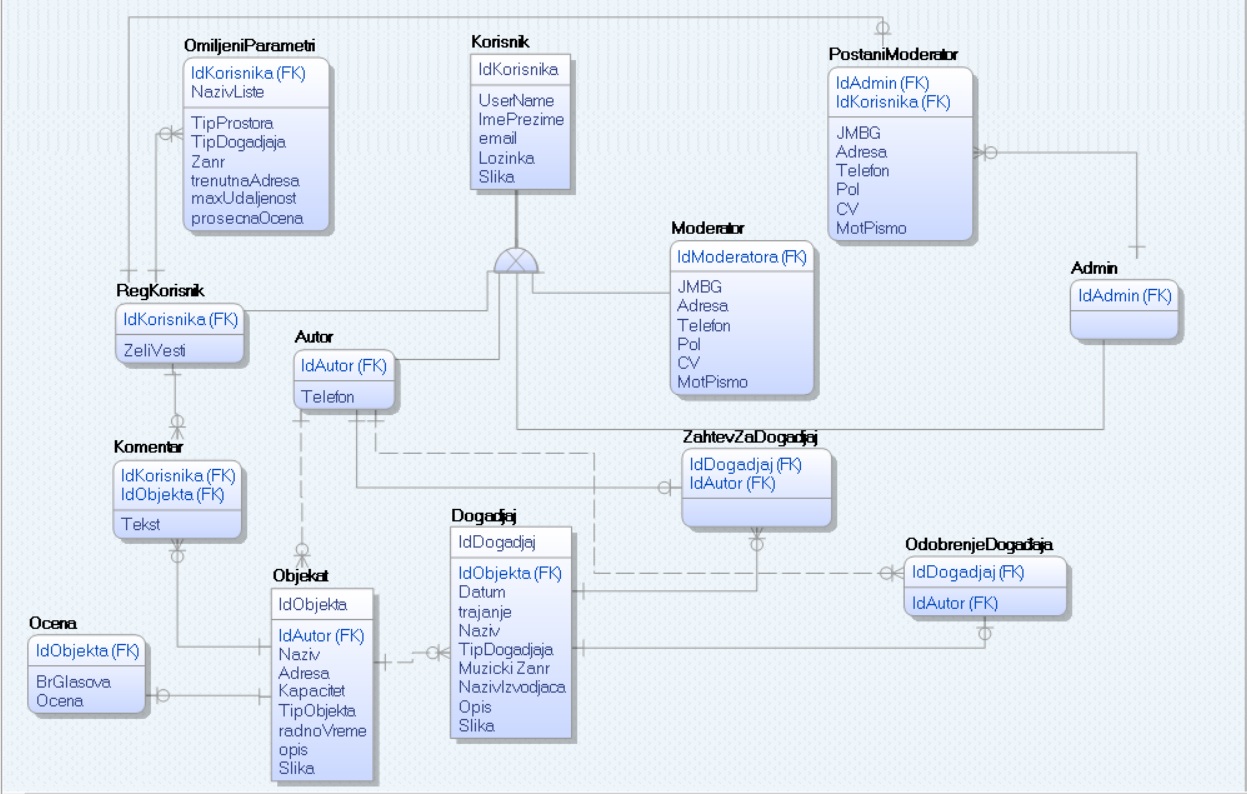 OmiljeniParametri
IdKorisnika (FK)
NazivListe
TipProstora
TipDogadjaja
Zanr
trenutnaAdresa
maxUdaljenost
prosecnaOcena
Korisnik
IdKorisnika
UserName
ImePrezime
email
Lozinka
Slika
PostaniModerator
IdAdmin (FK)
IdKorisnika (FK)
JMBG
Adresa
Telefon
Pol
CV
MotPismo
Moderator
IdModeratora (FK)
JMBG
Adresa
Telefon
Pol
CV
MotPismo
Admin
IdAdmin (FK)
RegKorisnik
IdKorisnika (FK)
ZeliVesti
Autor
IdAutor (FK)
Telefon
Komentar
IdKorisnika (FK)
IdObjekta (FK)
Tekst
ZahtevZaDogadjaj
IdDogadjaj (FK)
IdAutor (FK)
Dogadjaj
IdDogadjaj
IdObjekta (FK)
Datum
trajanje
Naziv
TipDogadjaja
Muzicki Zanr
NazivIzvodjaca
Opis
Slika
OdobrenjeDogađaja
IdDogadjaj (FK)
IdAutor (FK)
Objekat
IdObjekta
IdAutor (FK)
Naziv
Adresa
Kapacitet
TipObjekta
radnoVreme
opis
Slika
Ocena
IdObjekta (FK)
BrGlasova
Ocena